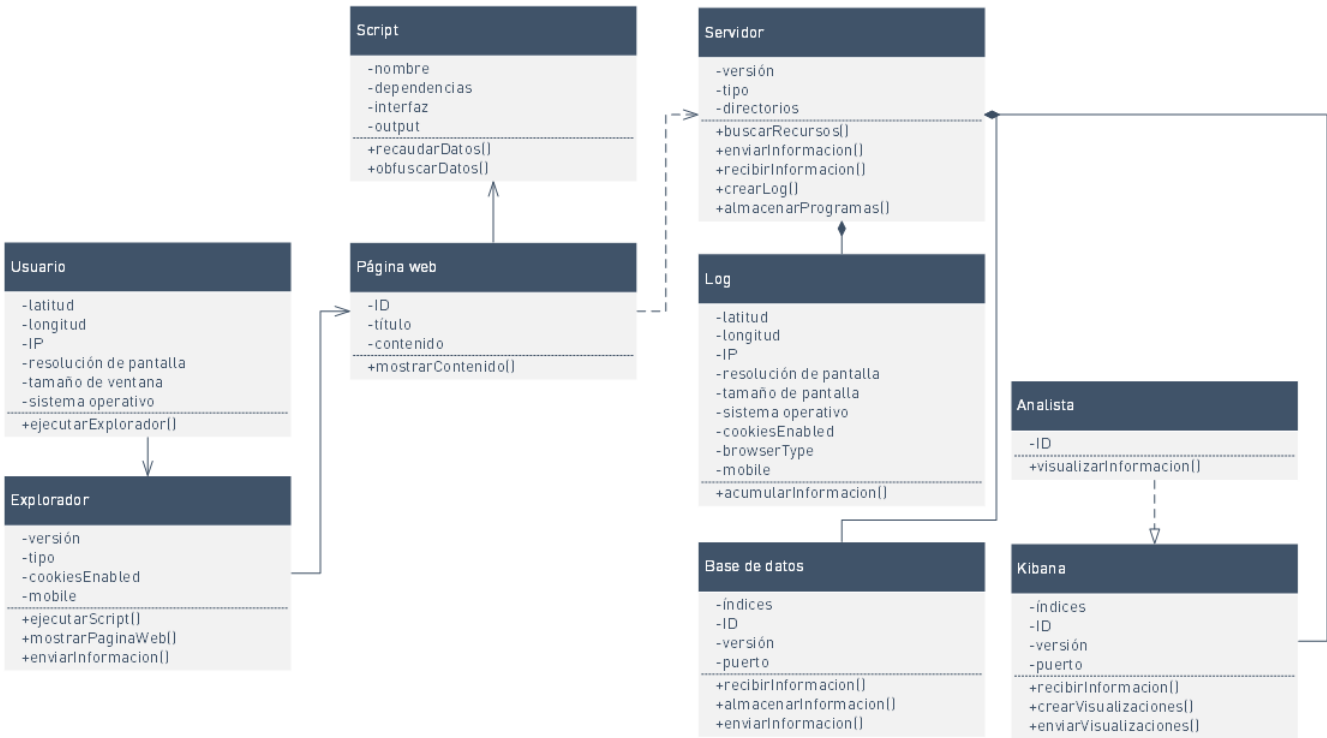 Script
-nombre
-dependencias
-interfaz
-output
+recaudarDatos()
+obfuscarDatos()
Servidor
-versión
-tipo
-directorios
+buscarRecursos()
+enviarInformacion()
+recibirInformacion()
+crearLog()
+almacenarProgramas()
Usuario
-latitud
-longitud
-IP
-resolución de pantalla
-tamaño de ventana
-sistema operativo
+ejecutarExplorador()
Página web
-ID
-título
-contenido
+mostrarContenido()
Log
-latitud
-longitud
-IP
-resolución de pantalla
-tamaño de pantalla
-sistema operativo
-cookiesEnabled
-browserType
-mobile
+acumularInformacion()
Analista
-ID
+visualizarInformacion()
Explorador
-versión
-tipo
-cookiesEnabled
-mobile
+ejecutarScript()
+mostrarPaginaWeb()
+enviarInformacion()
Base de datos
-índices
-ID
-versión
-puerto
+recibirInformacion()
+almacenarInformacion()
+enviarInformacion()
Kibana
-índices
-ID
-versión
-puerto
+recibirInformacion()
+crearVisualizaciones()
+enviarVisualizaciones()